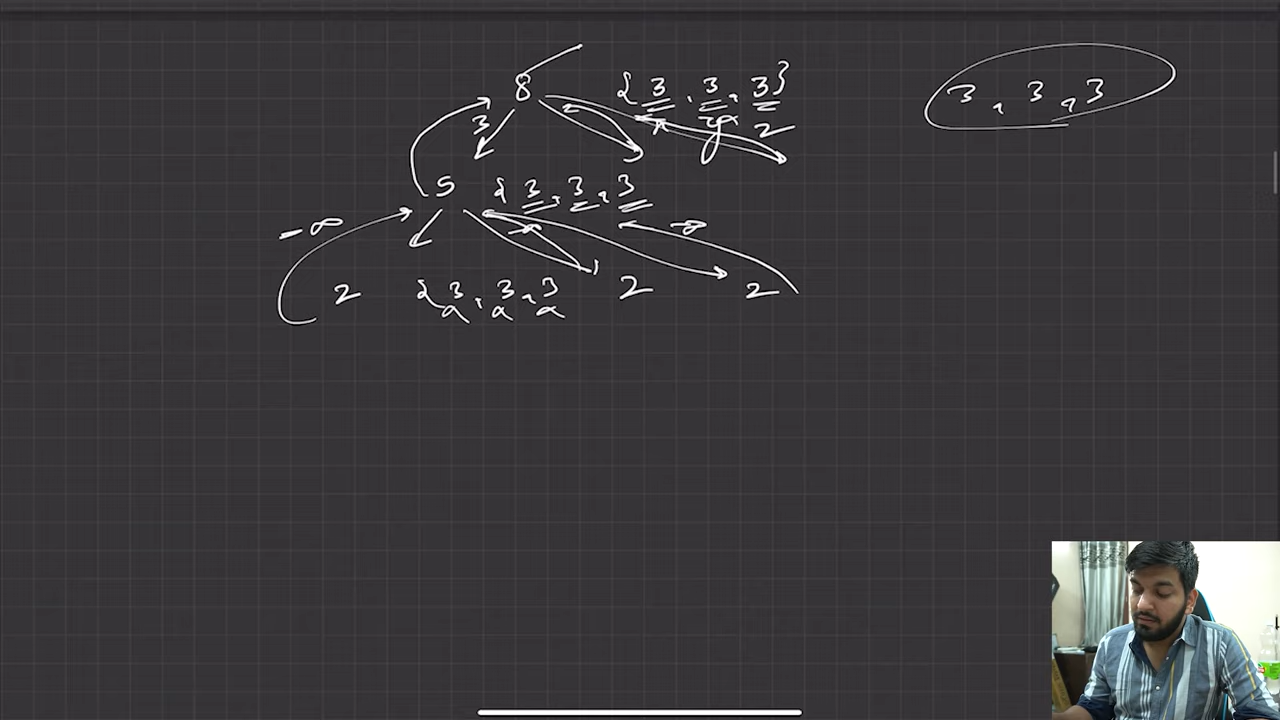 8 {3, 3, 3} 3, 3, 3
3 2
5 {3, 3, 3
-∞ -∞
2 {3, 3, 3 2 2